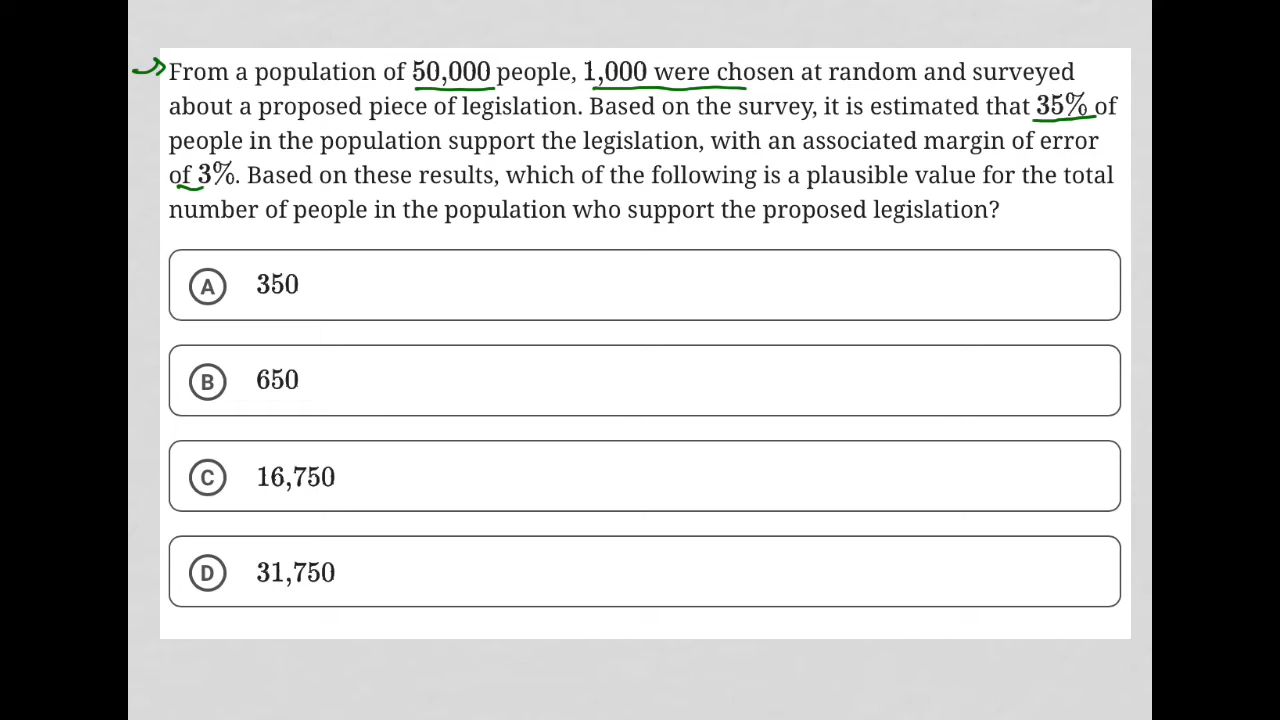 From a population of 50,000 people, 1,000 were chosen at random and surveyed
about a proposed piece of legislation. Based on the survey, it is estimated that 35% of
people in the population support the legislation, with an associated margin of error
of 3%. Based on these results, which of the following is a plausible value for the total
number of people in the population who support the proposed legislation?
A 350
B 650
C 16,750
D 31,750